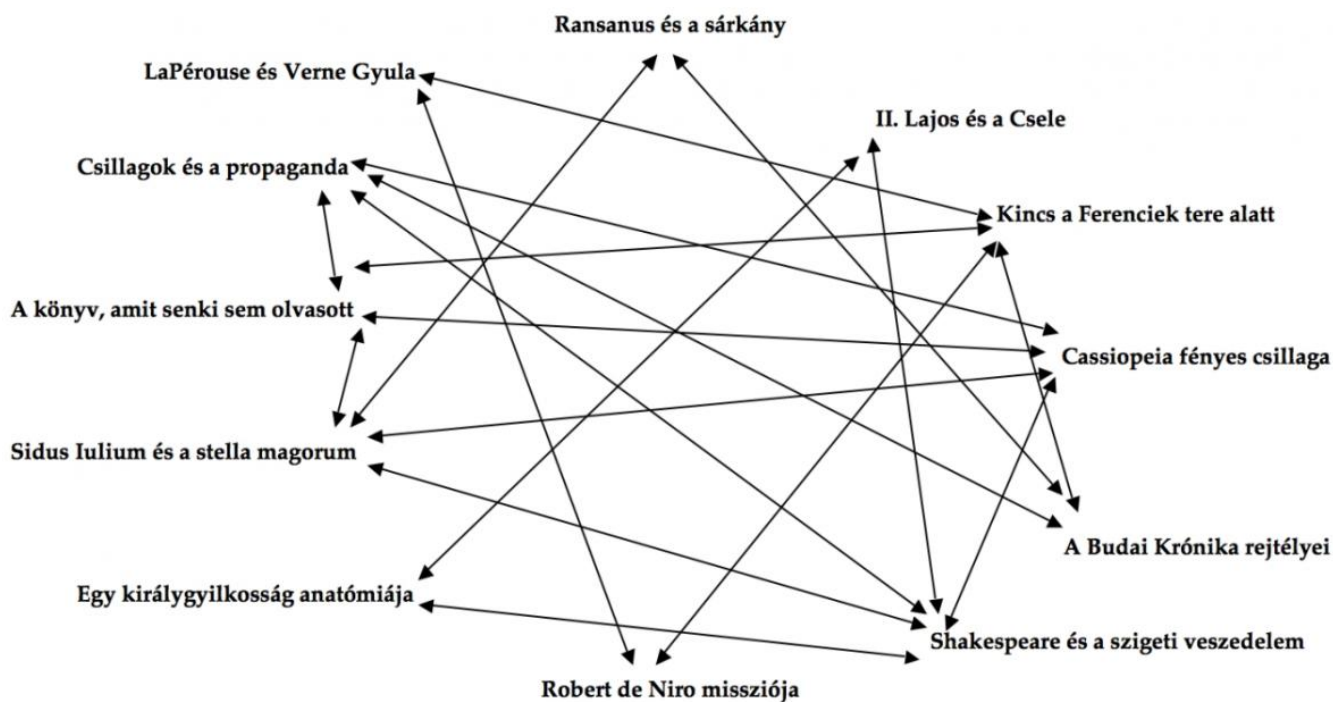 Ransanus és a sárkány
LaPérouse és Verne Gyula
II. Lajos és a Csele
Csillagok és a propaganda
Kincs a Ferenciek tere alatt
A könyv, amit senki sem olvasott
Cassiopeia fényes csillaga
Sidus Iulium és a stella magorum
A Budai Krónika rejtélyei
Egy királygyilkosság anatómiája
Shakespeare és a szigeti veszedelem
Robert de Niro missziója